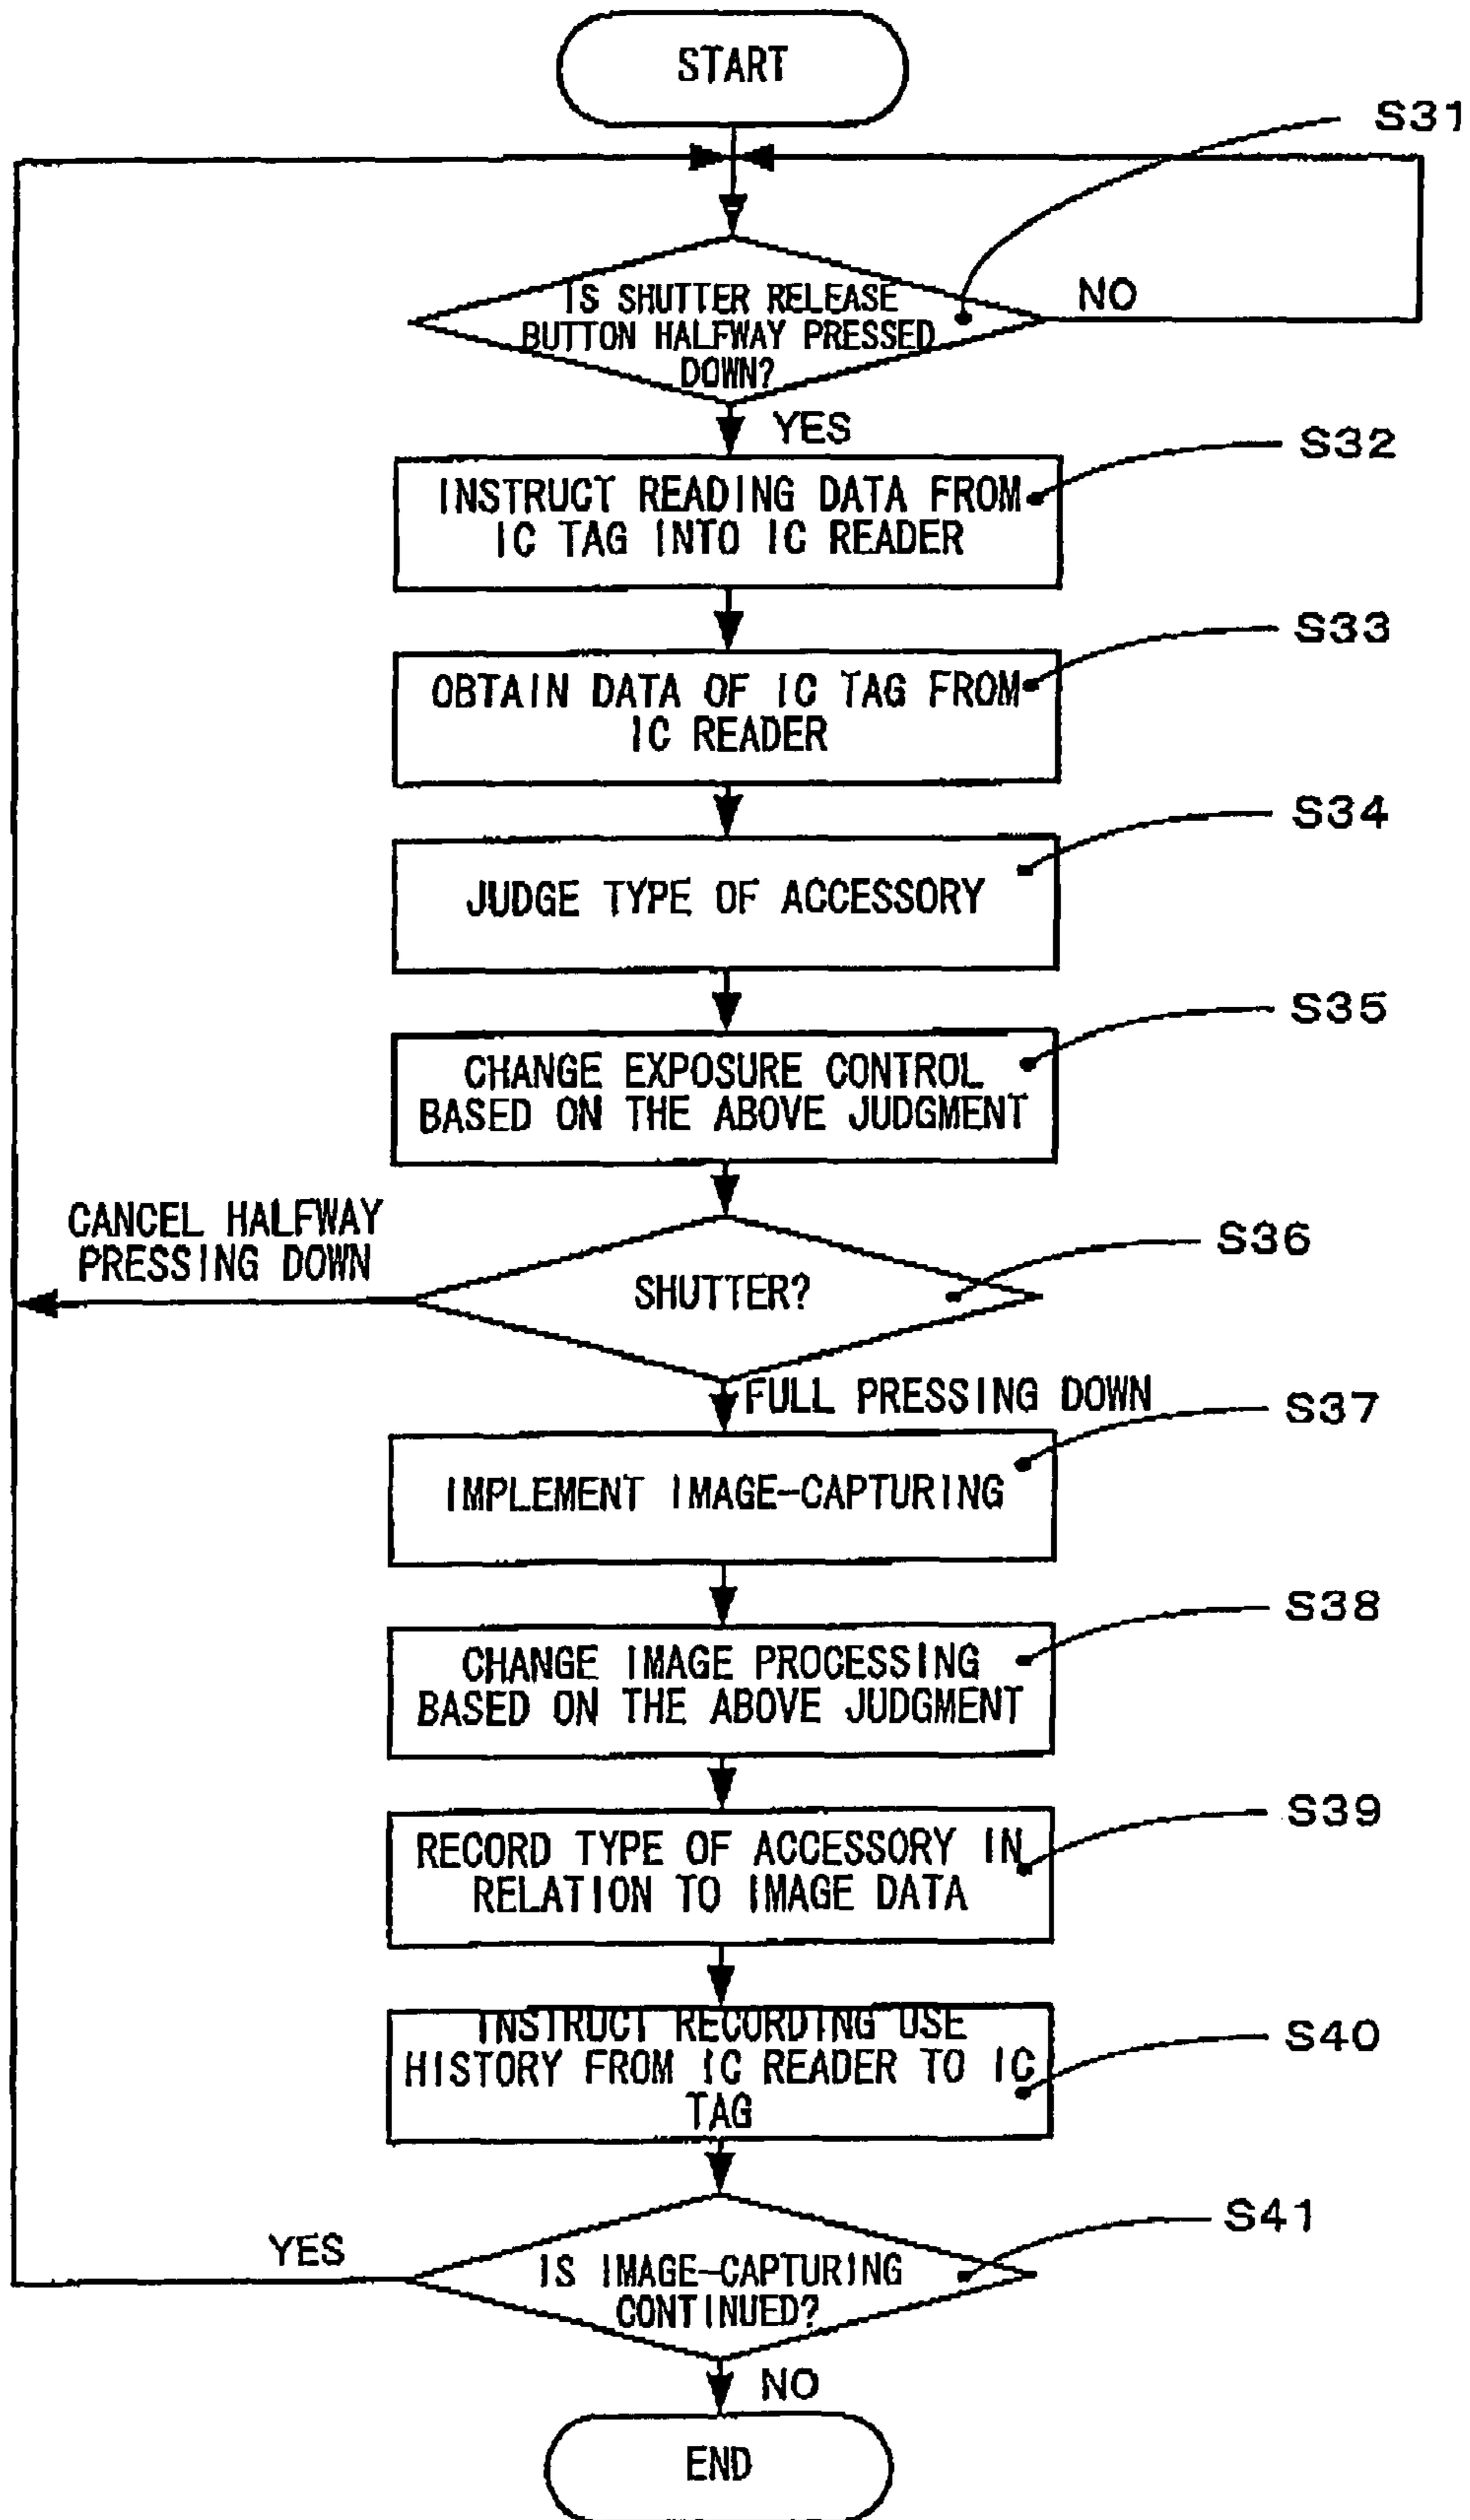 START
S31
IS SHUTTER RELEASE
BUTTON HALFWAY PRESSED
DOWN?
NO
YES
S32
INSTRUCT READING DATA FROM
IC TAG INTO IC READER
S33
OBTAIN DATA OF IC TAG FROM
IC READER
S34
JUDGE TYPE OF ACCESSORY
S35
CHANGE EXPOSURE CONTROL
BASED ON THE ABOVE JUDGMENT
CANCEL HALFWAY
PRESSING DOWN
S36
SHUTTER?
FULL PRESSING DOWN
S37
IMPLEMENT IMAGE-CAPTURING
S38
CHANGE IMAGE PROCESSING
BASED ON THE ABOVE JUDGMENT
S39
RECORD TYPE OF ACCESSORY IN
RELATION TO IMAGE DATA
INSTRUCT RECORDING USE
S40
HISTORY FROM IC READER TO IC
TAG
S41
YES
IS IMAGE-CAPTURING
CONTINUED?
NO
END